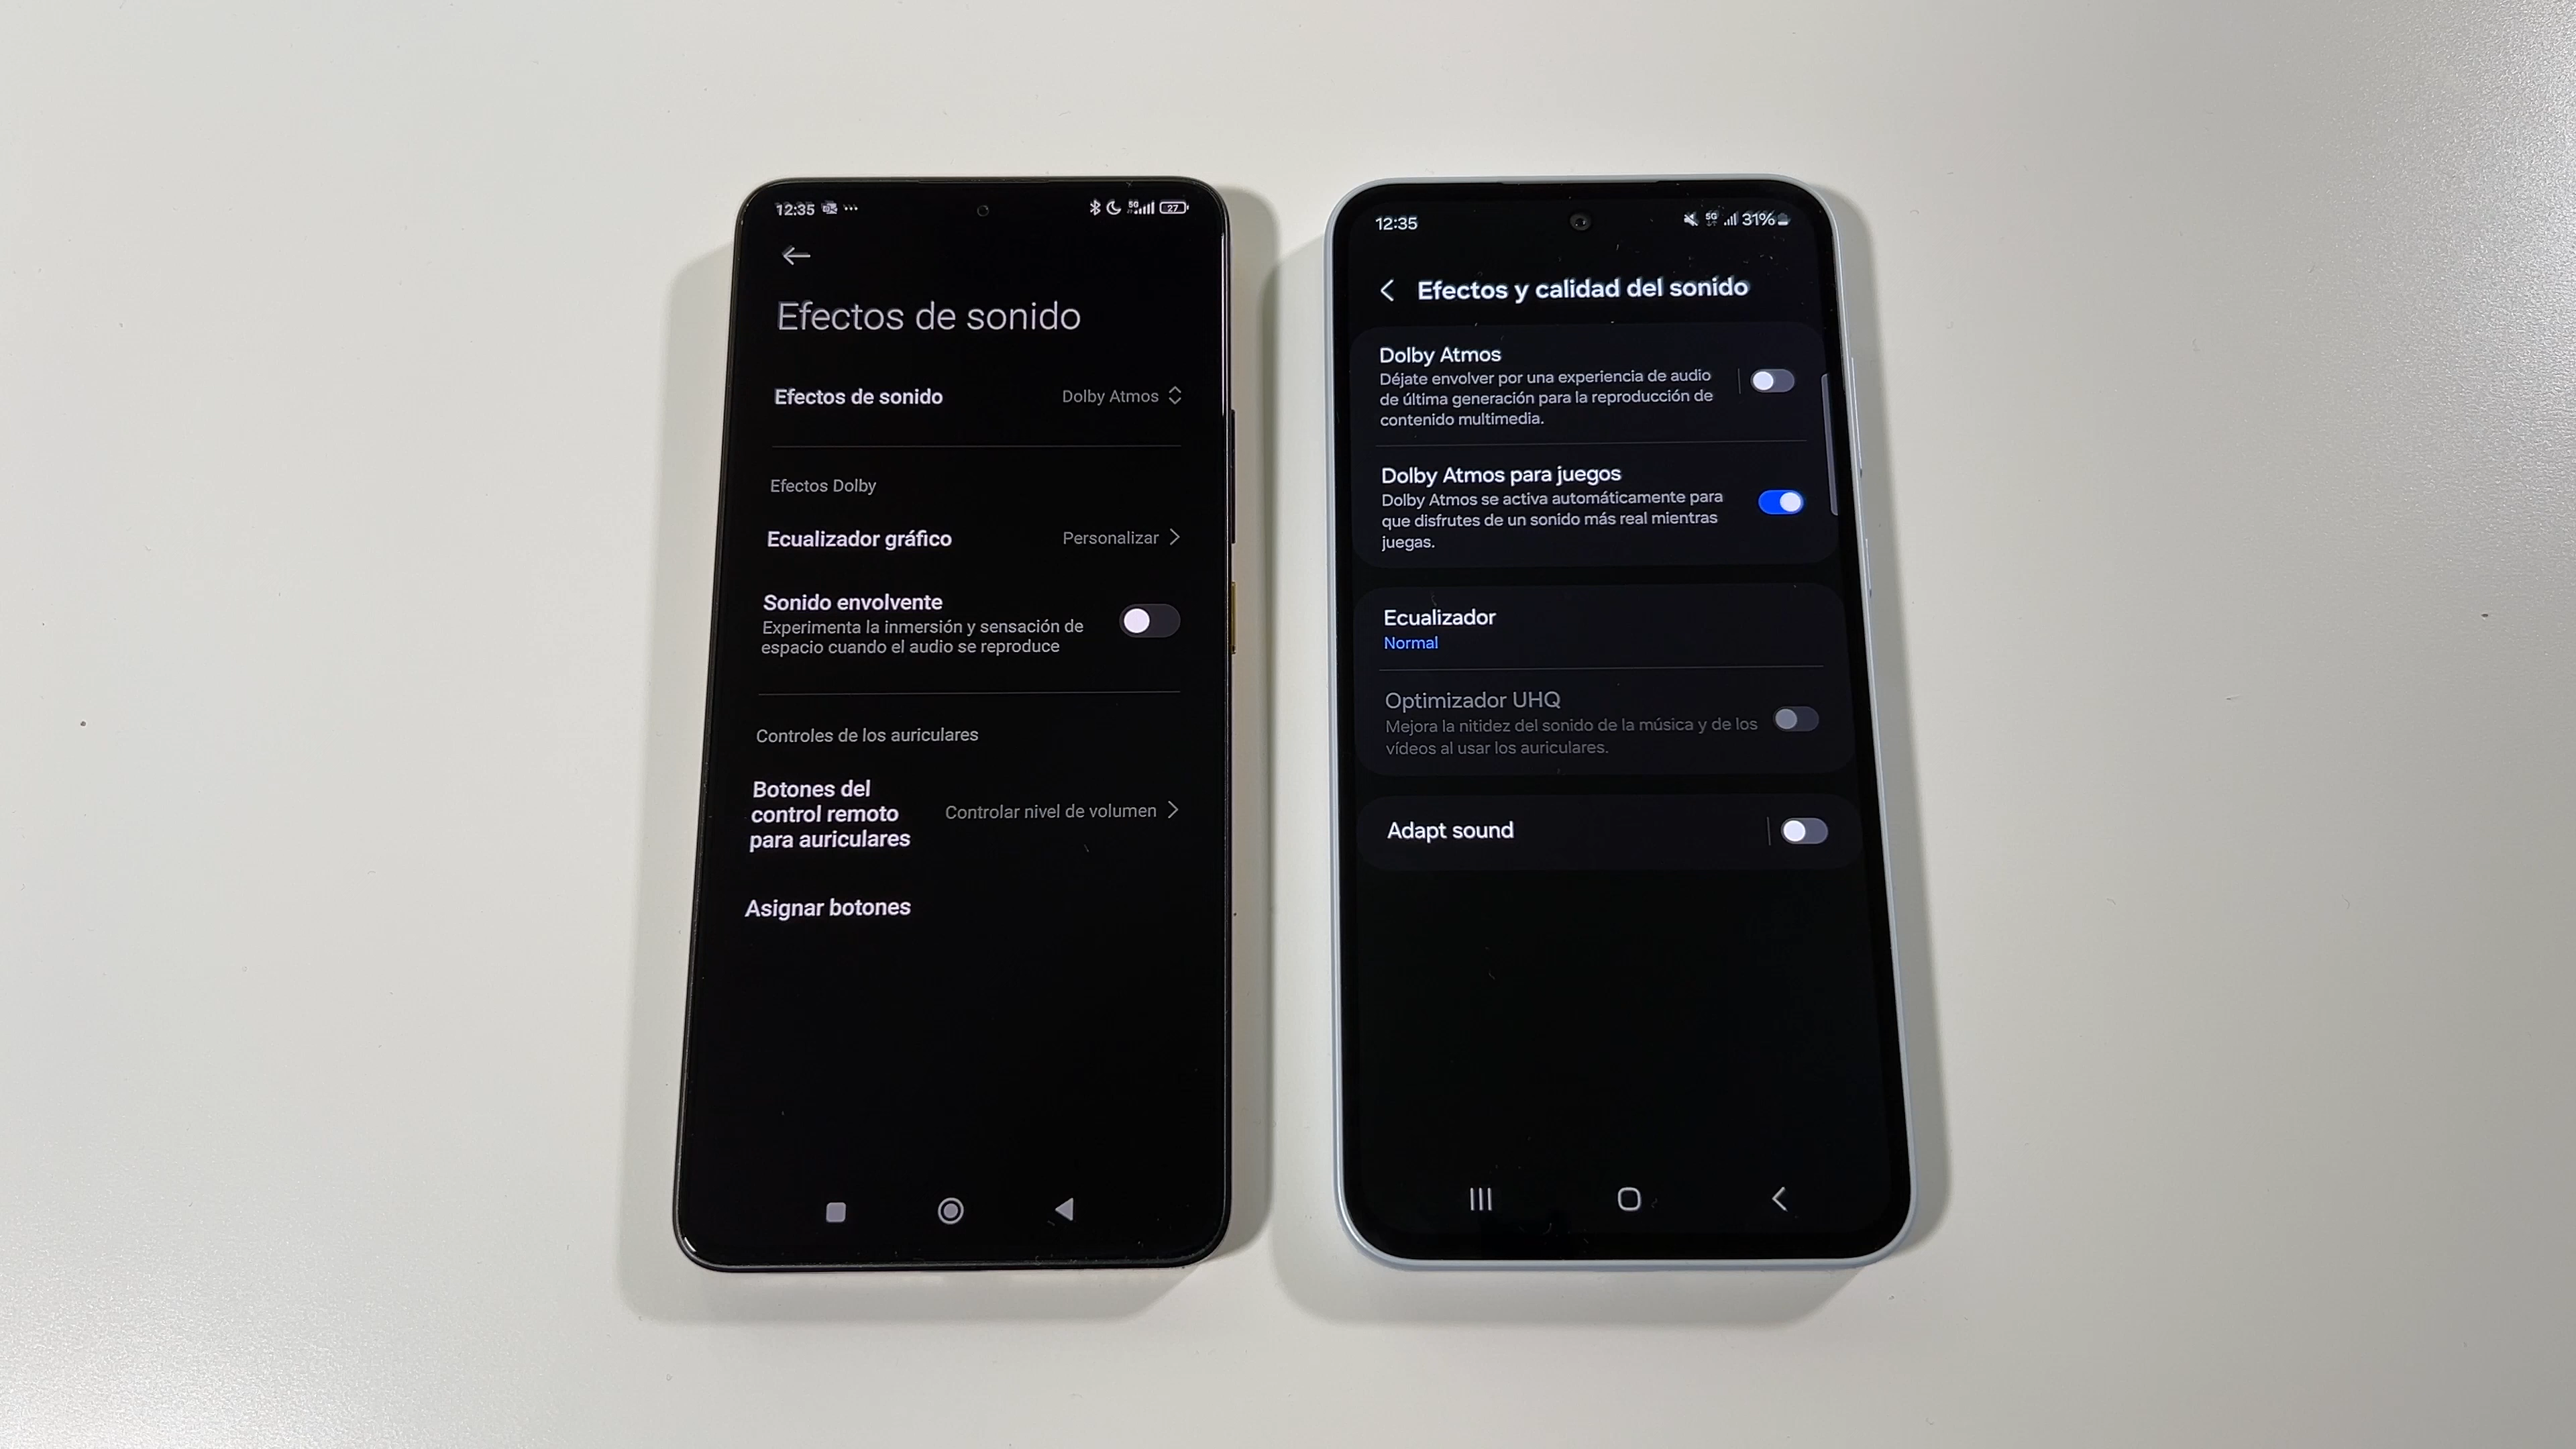 12:35
5G
27
Efectos de sonido
Efectos de sonido
Dolby Atmos
Efectos Dolby
Ecualizador gráfico
Personalizar
Sonido envolvente
Experimenta la inmersión y sensación de
espacio cuando el audio se reproduce
Controles de los auriculares
Botones del
control remoto
para auriculares
Controlar nivel de volumen
Asignar botones
12:35
5G
31%
Efectos y calidad del sonido
Dolby Atmos
Déjate envolver por una experiencia de audio
de última generación para la reproducción de
contenido multimedia.
Dolby Atmos para juegos
Dolby Atmos se activa automáticamente para
que disfrutes de un sonido más real mientras
juegas.
Ecualizador
Normal
Optimizador UHQ
Mejora la nitidez del sonido de la música y de los
vídeos al usar los auriculares.
Adapt sound